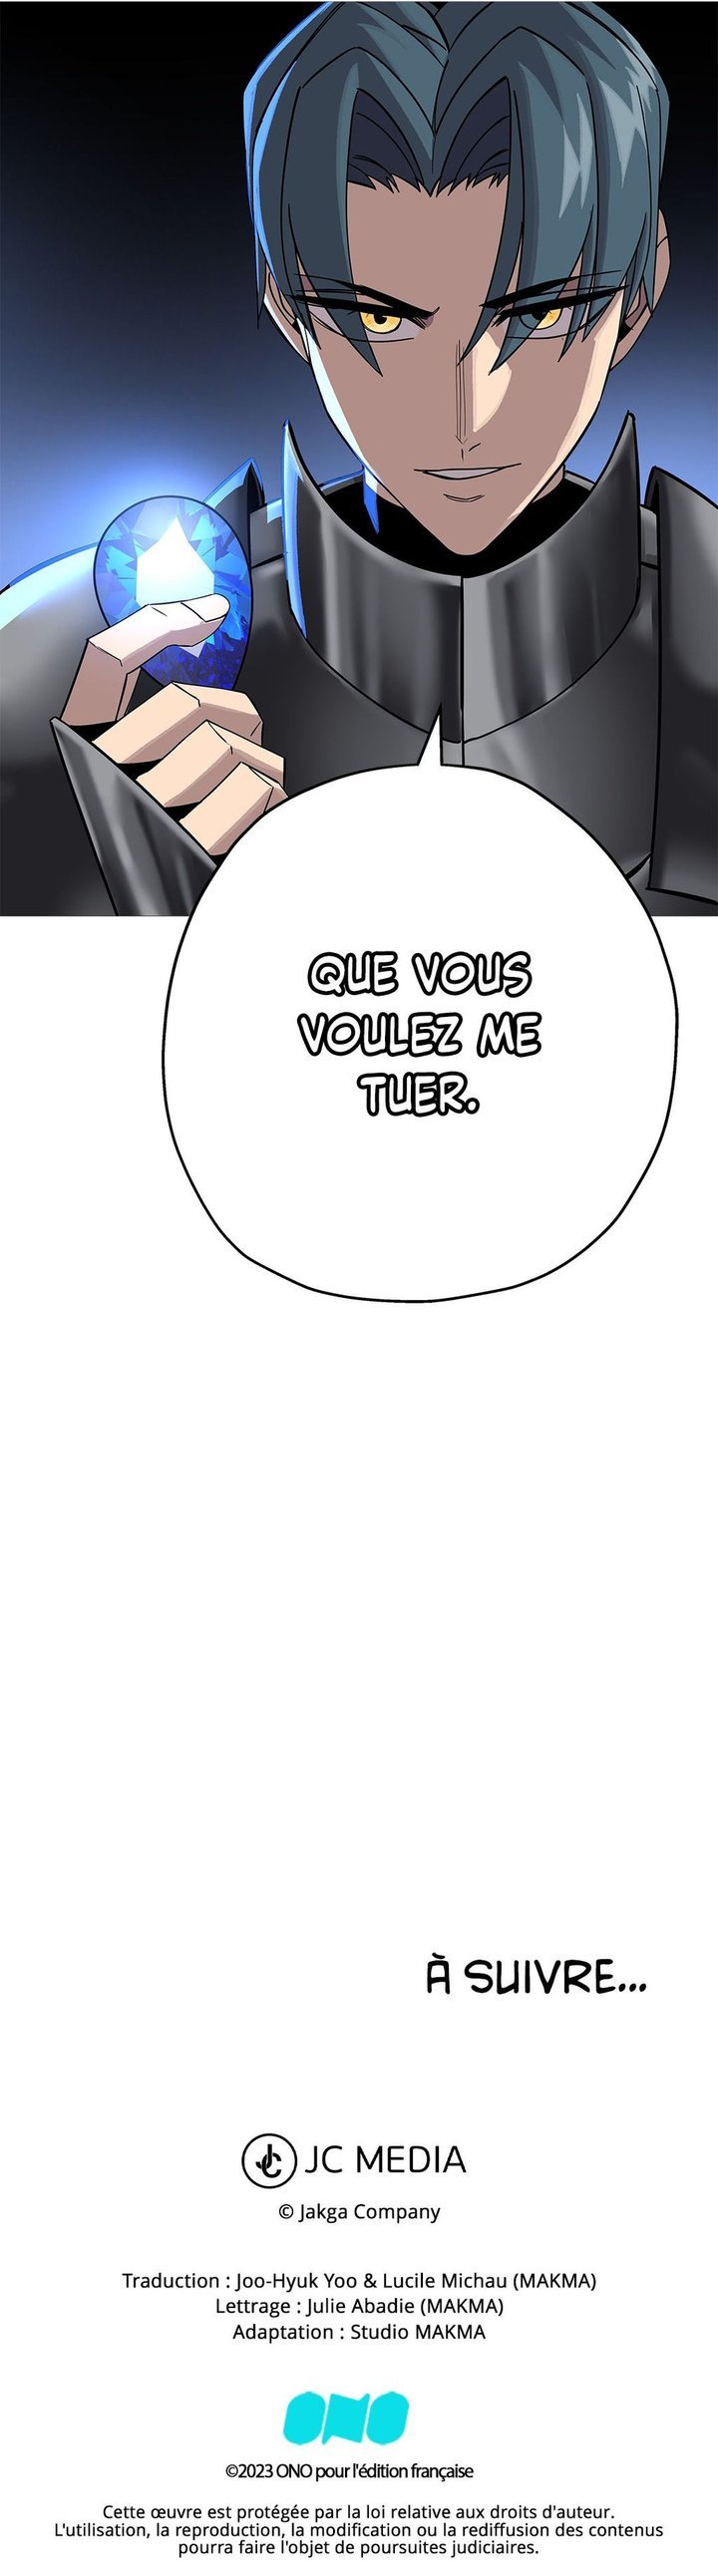 QUE VOUS
VOULEZ ME
TUER.
À SUIVRE...
JC JC MEDIA
© Jakga Company
Traduction : Joo-Hyuk Yoo & Lucile Michau (MAKMA)
Lettrage : Julie Abadie (MAKMA)
Adaptation : Studio MAKMA
ONO
©2023 ONO pour l'édition française
Cette œuvre est protégée par la loi relative aux droits d'auteur.
L'utilisation, la reproduction, la modification ou la rediffusion des contenus
pourra faire l'objet de poursuites judiciaires.